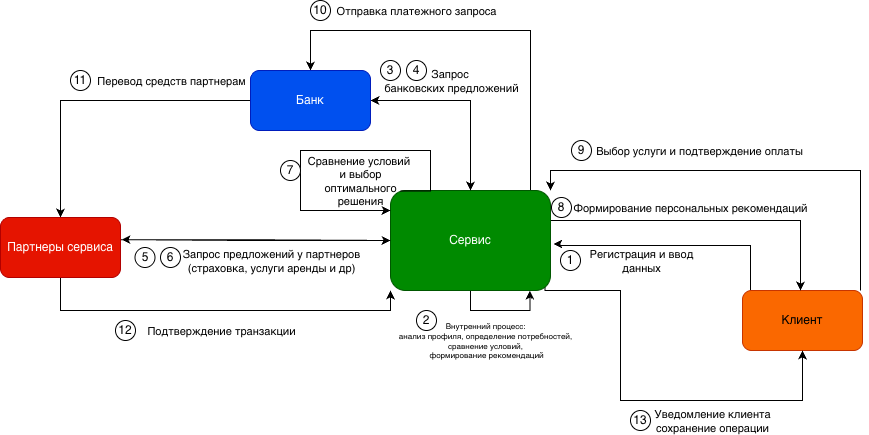 10 Отправка платежного запроса
11 Перевод средств партнерам
3 4 Запрос
банковских предложений
Банк
9 Выбор услуги и подтверждение оплаты
7 Сравнение условий
и выбор
оптимального
решения
8 Формирование персональных рекомендаций
Партнеры сервиса
Сервис
5 6 Запрос предложений у партнеров
(страховка, услуги аренды и др)
1 Регистрация и ввод
данных
12 Подтверждение транзакции
2 Внутренний процесс:
анализ профиля, определение потребностей,
сравнение условий,
формирование рекомендаций
Клиент
13 Уведомление клиента
сохранение операции